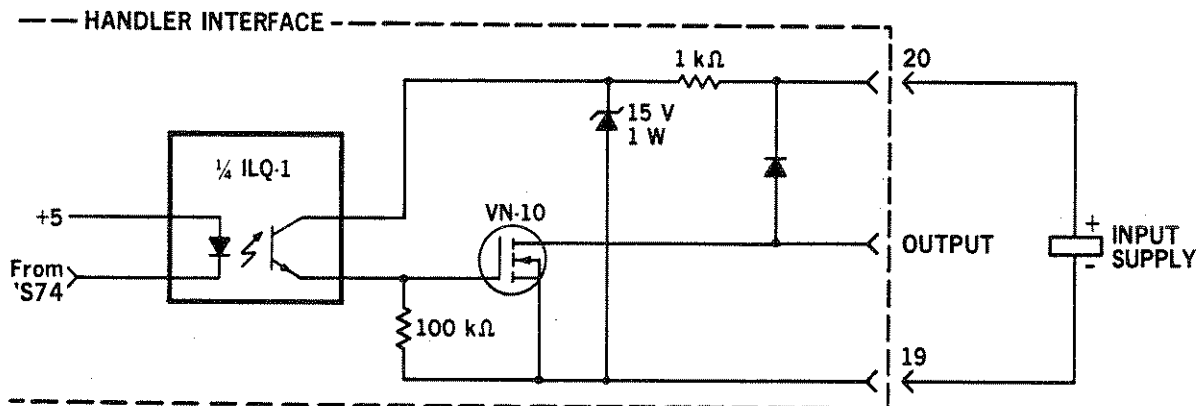 HANDLER INTERFACE
20
1 kΩ
15 V
1 W
¼ ILQ-1
VN-10
+5
OUTPUT
+
INPUT
SUPPLY
-
From
'S74
100 kΩ
19